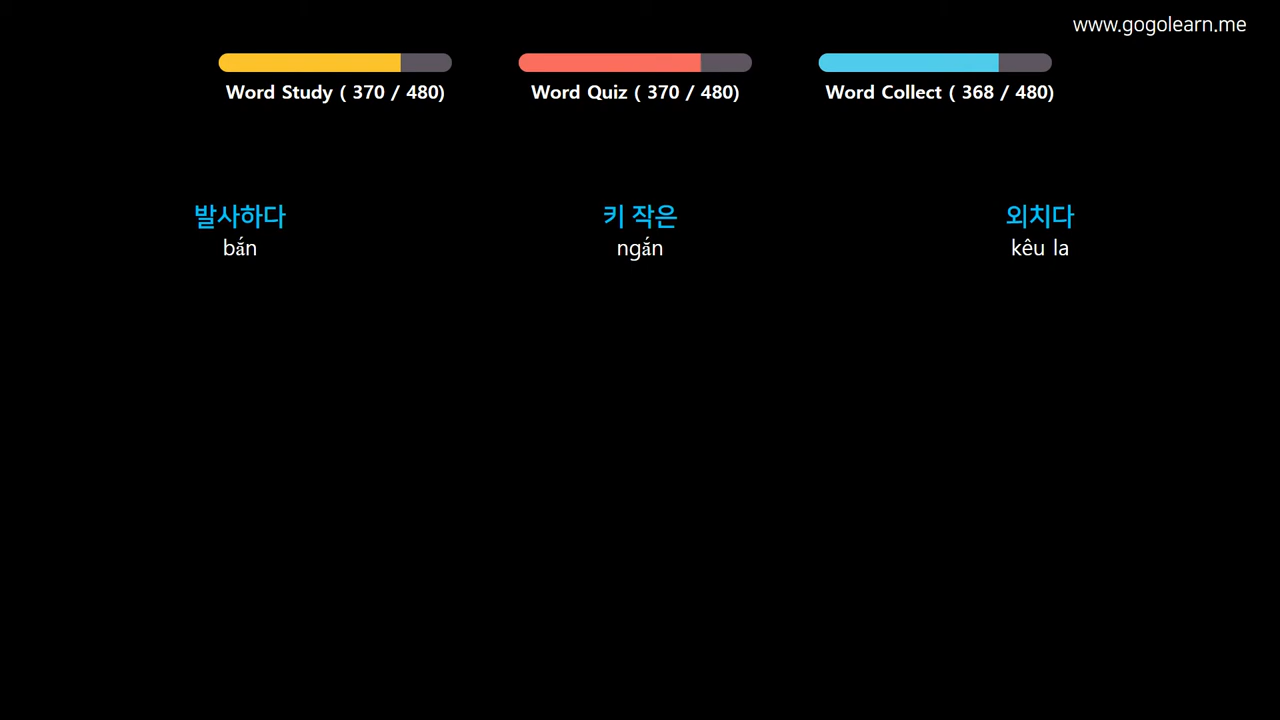 www.gogolearn.me
Word Study ( 370 / 480)
Word Quiz ( 370 / 480)
Word Collect ( 368 / 480)
발사하다
bắn
키 작은
ngắn
외치다
kêu la